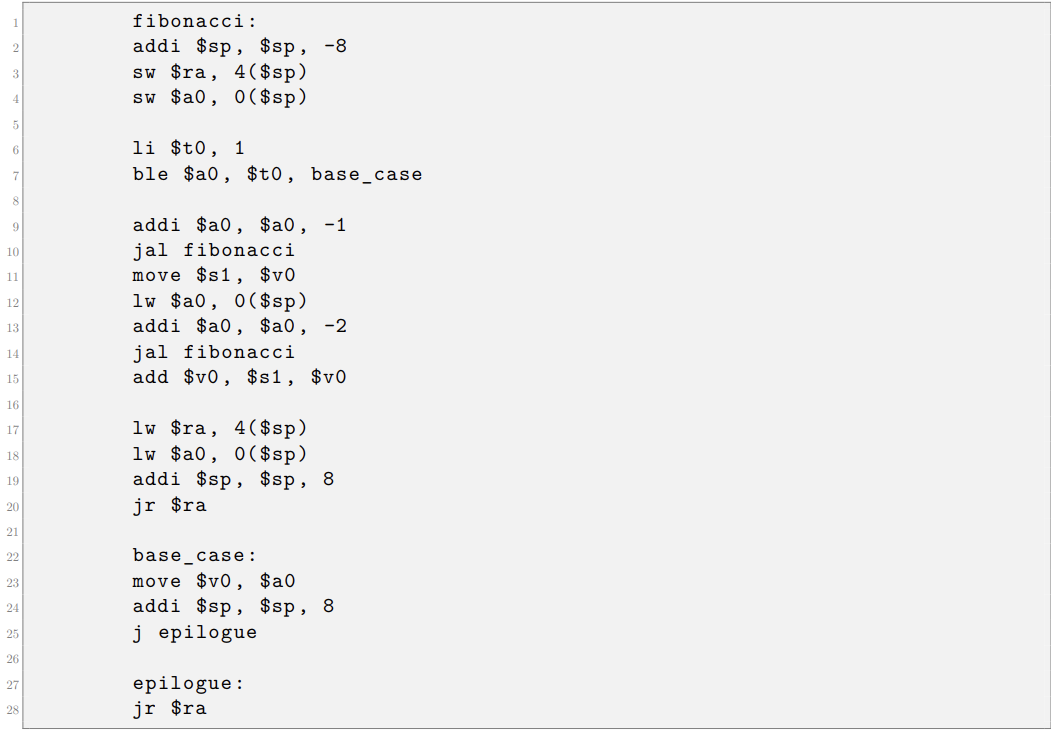 1 fibonacci:
2 addi $sp, $sp, -8
3 sw $ra, 4($sp)
4 sw $a0, 0($sp)
5
6 li $t0, 1
7 ble $a0, $t0, base_case
8
9 addi $a0, $a0, -1
10 jal fibonacci
11 move $s1, $v0
12 lw $a0, 0($sp)
13 addi $a0, $a0, -2
14 jal fibonacci
15 add $v0, $s1, $v0
16
17 lw $ra, 4($sp)
18 lw $a0, 0($sp)
19 addi $sp, $sp, 8
20 jr $ra
21
22 base_case:
23 move $v0, $a0
24 addi $sp, $sp, 8
25 j epilogue
26
27 epilogue:
28 jr $ra